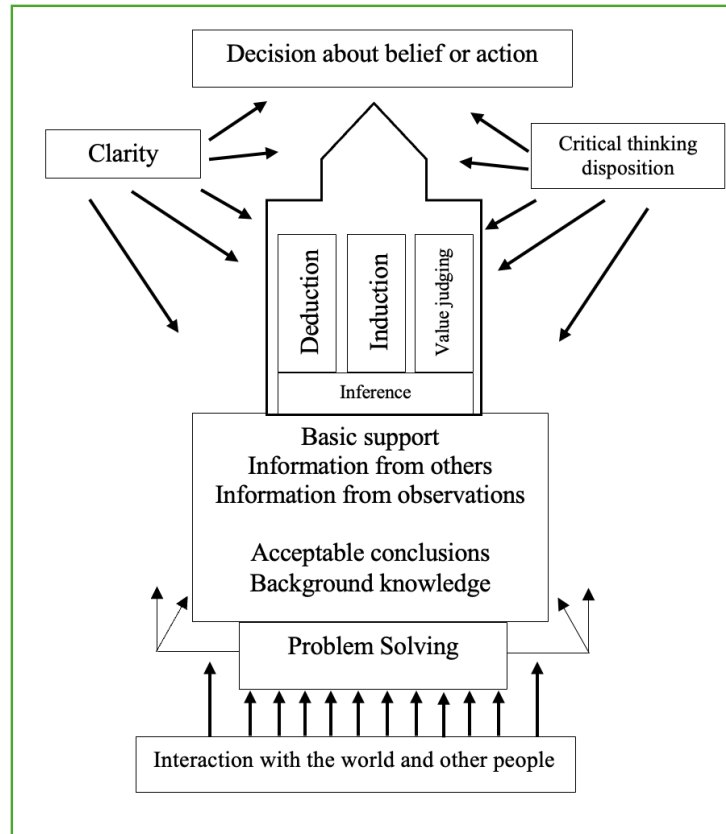 Decision about belief or action
Clarity
Critical thinking
disposition
Deduction
Induction
Value judging
Inference
Basic support
Information from others
Information from observations
Acceptable conclusions
Background knowledge
Problem Solving
Interaction with the world and other people